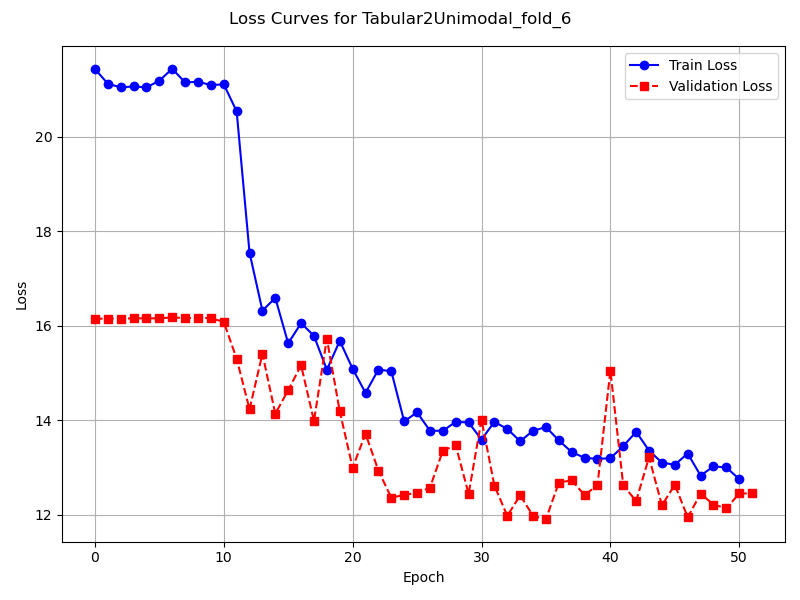 Loss Curves for Tabular2Unimodal_fold_6
Train Loss
Validation Loss
20
18
16
14
12
0 10 20 30 40 50
Loss
Epoch